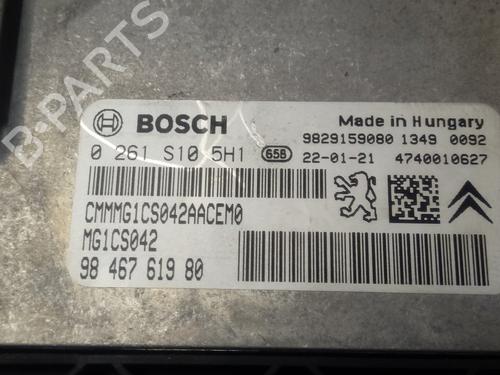 BOSCH
Made in Hungary
9829159080 1349 0092
0 261 S10 5H1 G5B 22-01-21 4740010627
CMMMG1CS042AACEM0
MG1CS042
98 467 619 80
B-PARTS